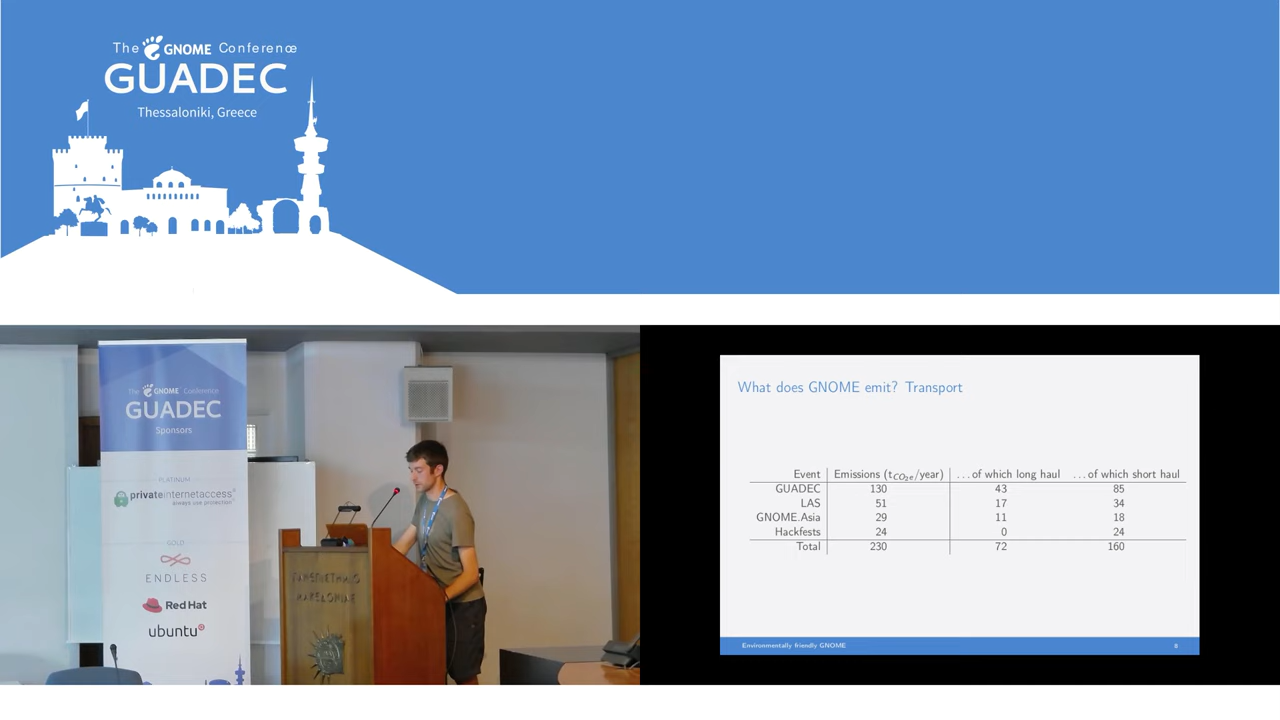 The GNOME Conference
GUADEC
Thessaloniki, Greece
The GNOME Conference
GUADEC
Sponsors
PLATINUM
privateinternetaccess®
always use protection®
GOLD
ENDLESS
Red Hat
ubuntu®
ΠΑΝΕΠΙΣΤΗΜΙΟ
ΜΑΚΕΔΟΝΙΑΣ
What does GNOME emit? Transport
Event Emissions (tCO2e/year) ...of which long haul ...of which short haul
GUADEC 130 43 85
LAS 51 17 34
GNOME.Asia 29 11 18
Hackfests 24 0 24
Total 230 72 160
Environmentally friendly GNOME 8